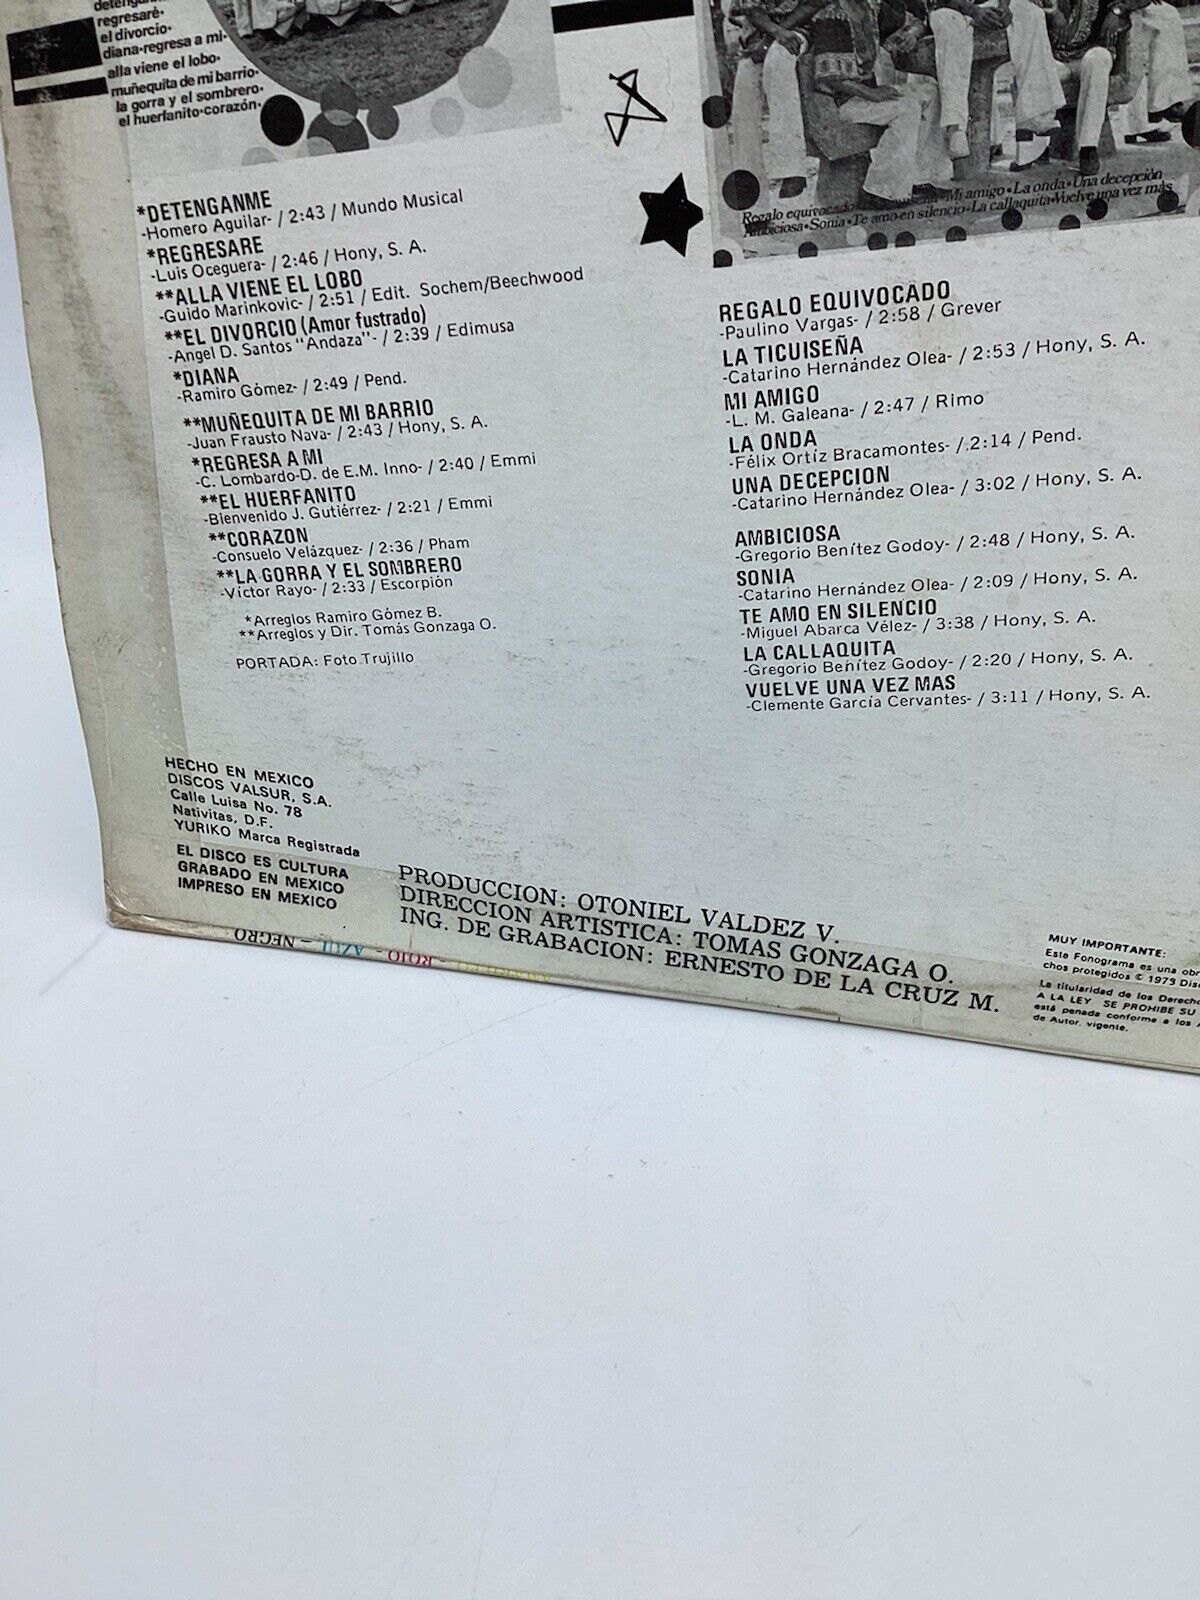 regresaré•
el divorcio•
diana•regresa a mi•
alla viene el lobo•
muñequita de mi barrio•
la gorra y el sombrero•
el huerfanito•corazón•
*DETENGANME
-Homero Aguilar- / 2:43 / Mundo Musical
*REGRESARE
-Luis Oceguera- / 2:46 / Hony, S. A.
**ALLA VIENE EL LOBO
-Guido Marinkovic- / 2:51 / Edit. Sochem/Beechwood
**EL DIVORCIO (Amor fustrado)
-Angel D. Santos "Andaza"- / 2:39 / Edimusa
*DIANA
-Ramiro Gómez- / 2:49 / Pend.
**MUÑEQUITA DE MI BARRIO
-Juan Frausto Nava- / 2:43 / Hony, S. A.
*REGRESA A MI
-C. Lombardo-D. de E.M. Inno- / 2:40 / Emmi
**EL HUERFANITO
-Bienvenido J. Gutiérrez- / 2:21 / Emmi
**CORAZON
-Consuelo Velázquez- / 2:36 / Pham
**LA GORRA Y EL SOMBRERO
-Víctor Rayo- / 2:33 / Escorpión
*Arreglos Ramiro Gómez B.
**Arreglos y Dir. Tomás Gonzaga O.
PORTADA: Foto Trujillo
Regalo equivocado • Mi amigo • La onda • Una decepción
Ambiciosa • Sonia • Te amo en silencio • La callaquita • Vuelve una vez más
REGALO EQUIVOCADO
-Paulino Vargas- / 2:58 / Grever
LA TICUISEÑA
-Catarino Hernández Olea- / 2:53 / Hony, S. A.
MI AMIGO
-L. M. Galeana- / 2:47 / Rimo
LA ONDA
-Félix Ortíz Bracamontes- / 2:14 / Pend.
UNA DECEPCION
-Catarino Hernández Olea- / 3:02 / Hony, S. A.
AMBICIOSA
-Gregorio Benítez Godoy- / 2:48 / Hony, S. A.
SONIA
-Catarino Hernández Olea- / 2:09 / Hony, S. A.
TE AMO EN SILENCIO
-Miguel Abarca Vélez- / 3:38 / Hony, S. A.
LA CALLAQUITA
-Gregorio Benítez Godoy- / 2:20 / Hony, S. A.
VUELVE UNA VEZ MAS
-Clemente García Cervantes- / 3:11 / Hony, S. A.
HECHO EN MEXICO
DISCOS VALSUR, S.A.
Calle Luisa No. 78
Nativitas, D.F.
YURIKO Marca Registrada
EL DISCO ES CULTURA
GRABADO EN MEXICO
IMPRESO EN MEXICO
PRODUCCION: OTONIEL VALDEZ V.
DIRECCION ARTISTICA: TOMAS GONZAGA O.
ING. DE GRABACION: ERNESTO DE LA CRUZ M.
MUY IMPORTANTE:
Este Fonograma es una obr
chos protegidos © 1973 Disc
La titularidad de los Derecho
A LA LEY SE PROHIBE SU
está penada conforme a los
de Autor. vigente.
ROJO - AZUL - NEGRO